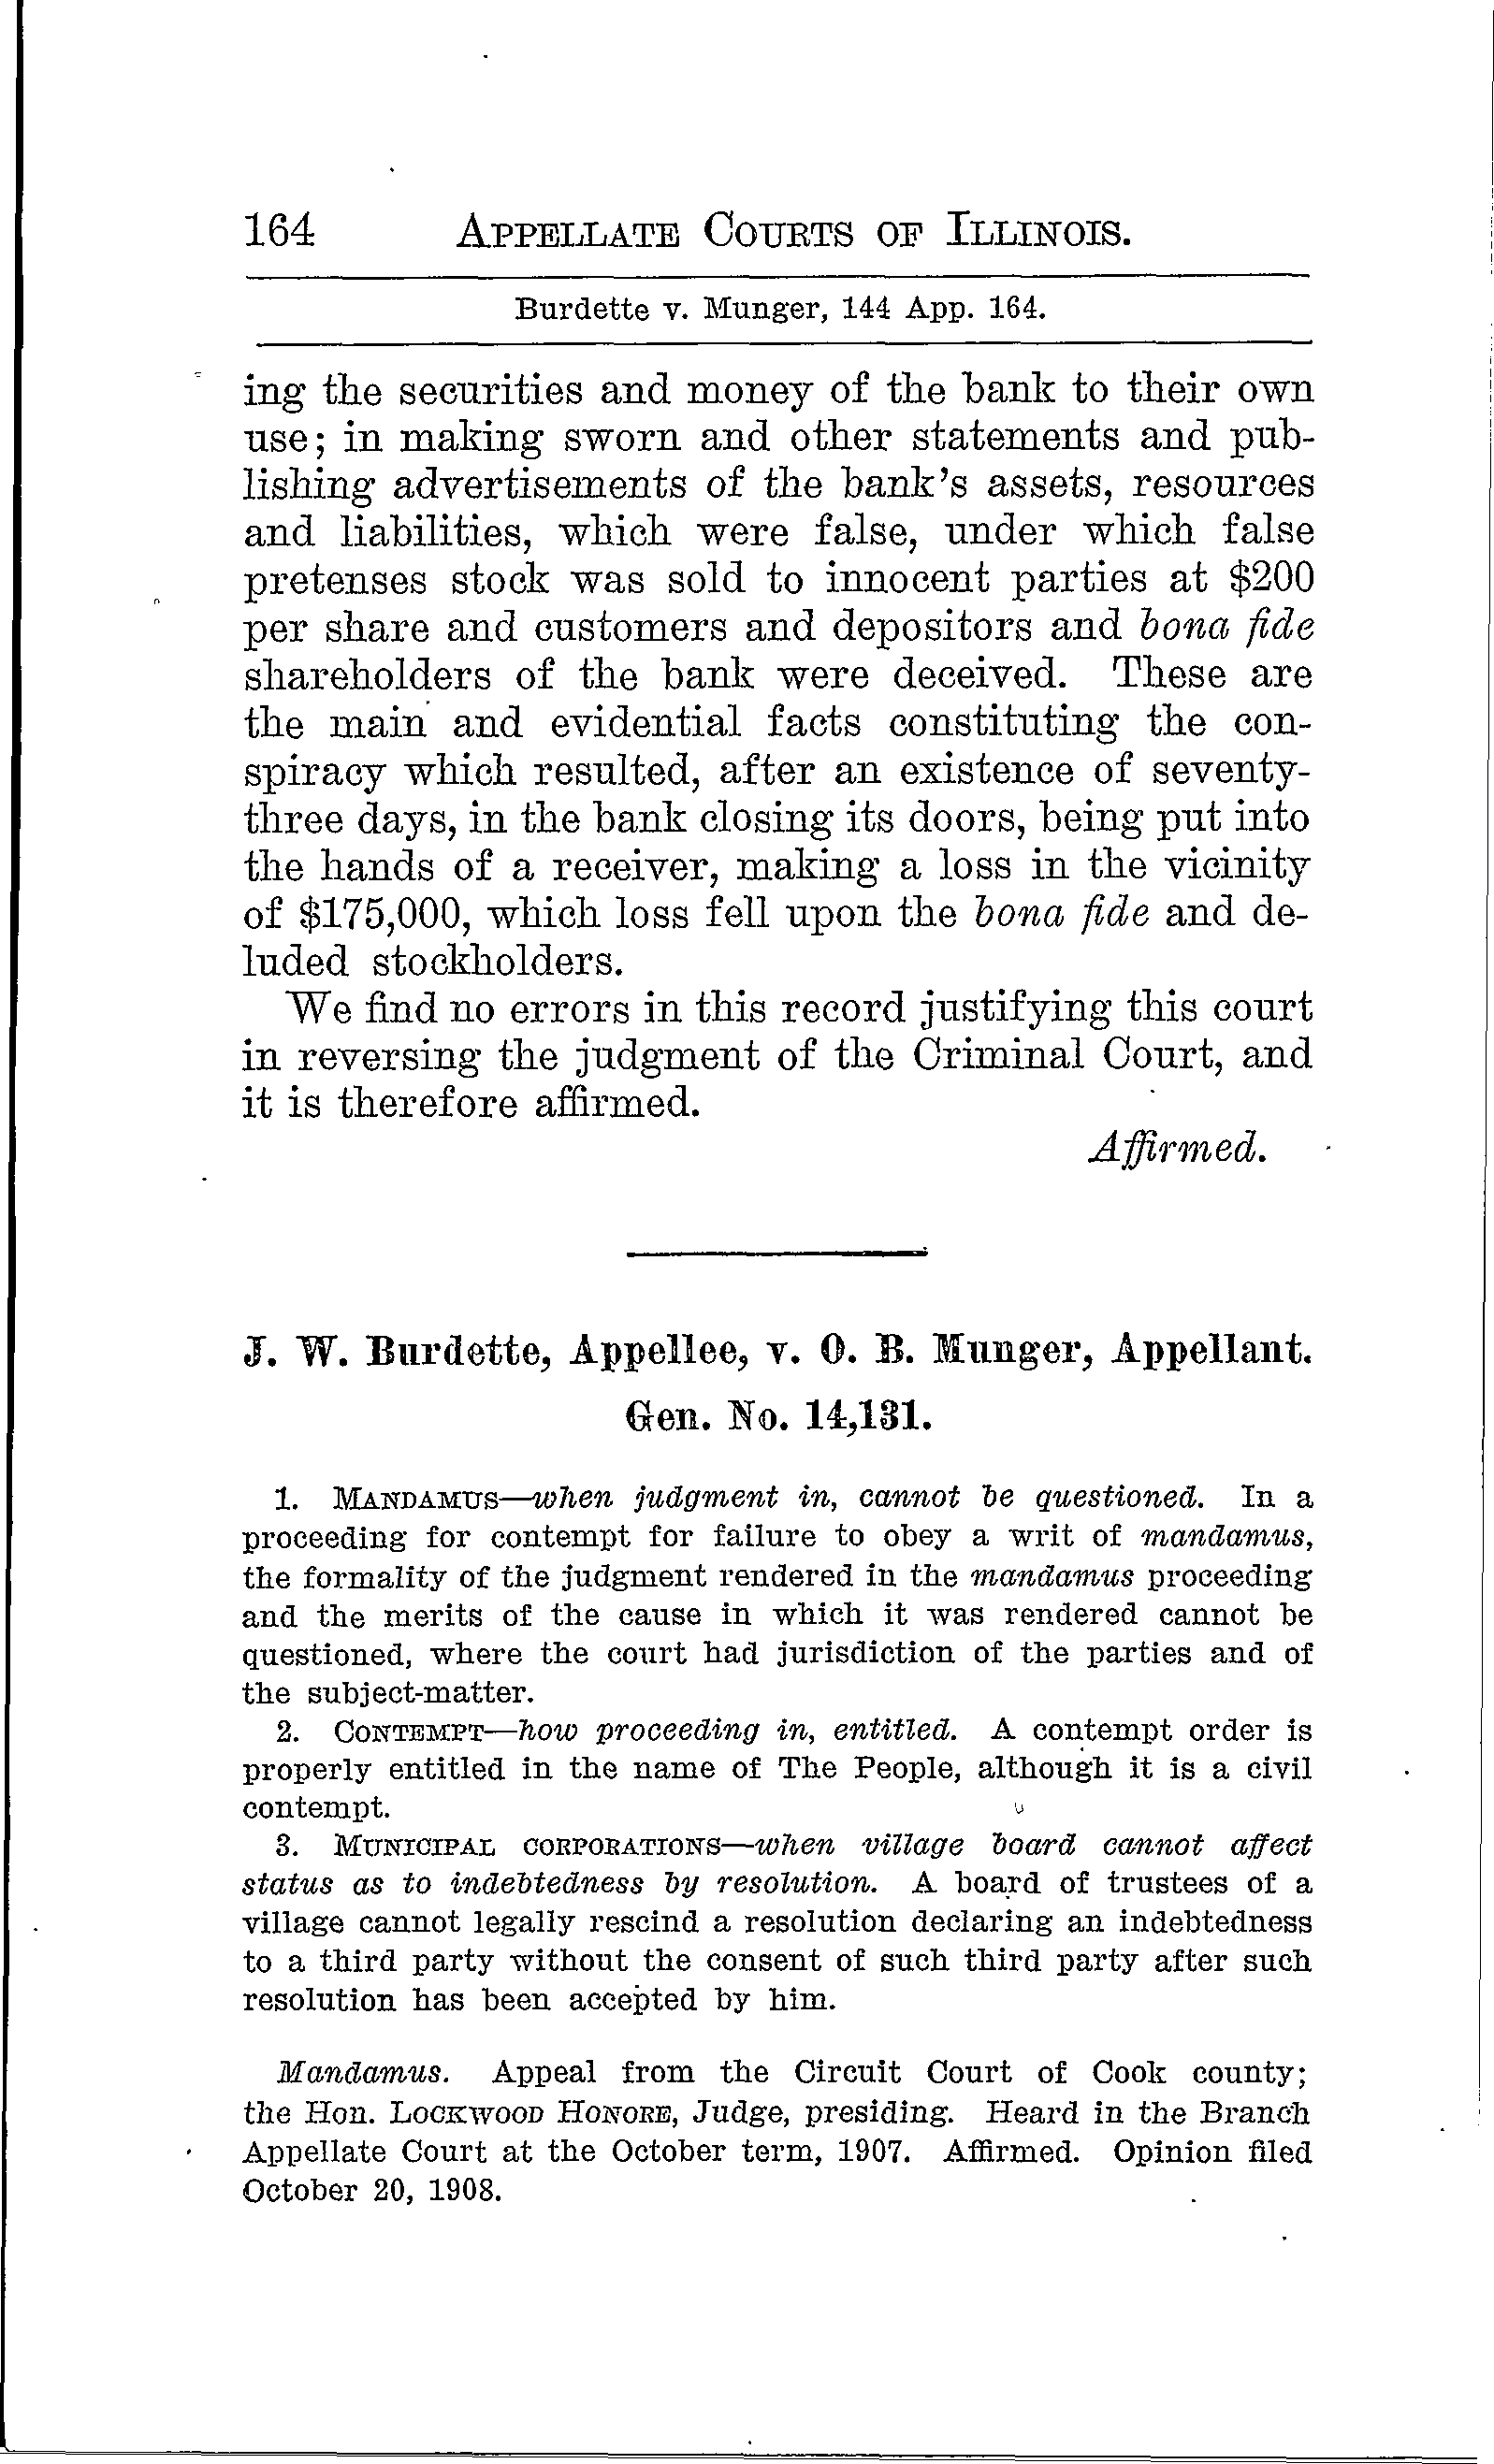 164 APPELLATE COURTS OF ILLINOIS.
Burdette v. Munger, 144 App. 164.
ing the securities and money of the bank to their own
use; in making sworn and other statements and pub-
lishing advertisements of the bank's assets, resources
and liabilities, which were false, under which false
pretenses stock was sold to innocent parties at $200
per share and customers and depositors and bona fide
shareholders of the bank were deceived. These are
the main and evidential facts constituting the con-
spiracy which resulted, after an existence of seventy-
three days, in the bank closing its doors, being put into
the hands of a receiver, making a loss in the vicinity
of $175,000, which loss fell upon the bona fide and de-
luded stockholders.
We find no errors in this record justifying this court
in reversing the judgment of the Criminal Court, and
it is therefore affirmed.
Affirmed.
J. W. Burdette, Appellee, v. O. B. Munger, Appellant.
Gen. No. 14,131.
1. MANDAMUS—when judgment in, cannot be questioned. In a
proceeding for contempt for failure to obey a writ of mandamus,
the formality of the judgment rendered in the mandamus proceeding
and the merits of the cause in which it was rendered cannot be
questioned, where the court had jurisdiction of the parties and of
the subject-matter.
2. CONTEMPT—how proceeding in, entitled. A contempt order is
properly entitled in the name of The People, although it is a civil
contempt.
3. MUNICIPAL CORPORATIONS—when village board cannot affect
status as to indebtedness by resolution. A board of trustees of a
village cannot legally rescind a resolution declaring an indebtedness
to a third party without the consent of such third party after such
resolution has been accepted by him.
Mandamus. Appeal from the Circuit Court of Cook county;
the Hon. LOCKWOOD HONORE, Judge, presiding. Heard in the Branch
Appellate Court at the October term, 1907. Affirmed. Opinion filed
October 20, 1908.